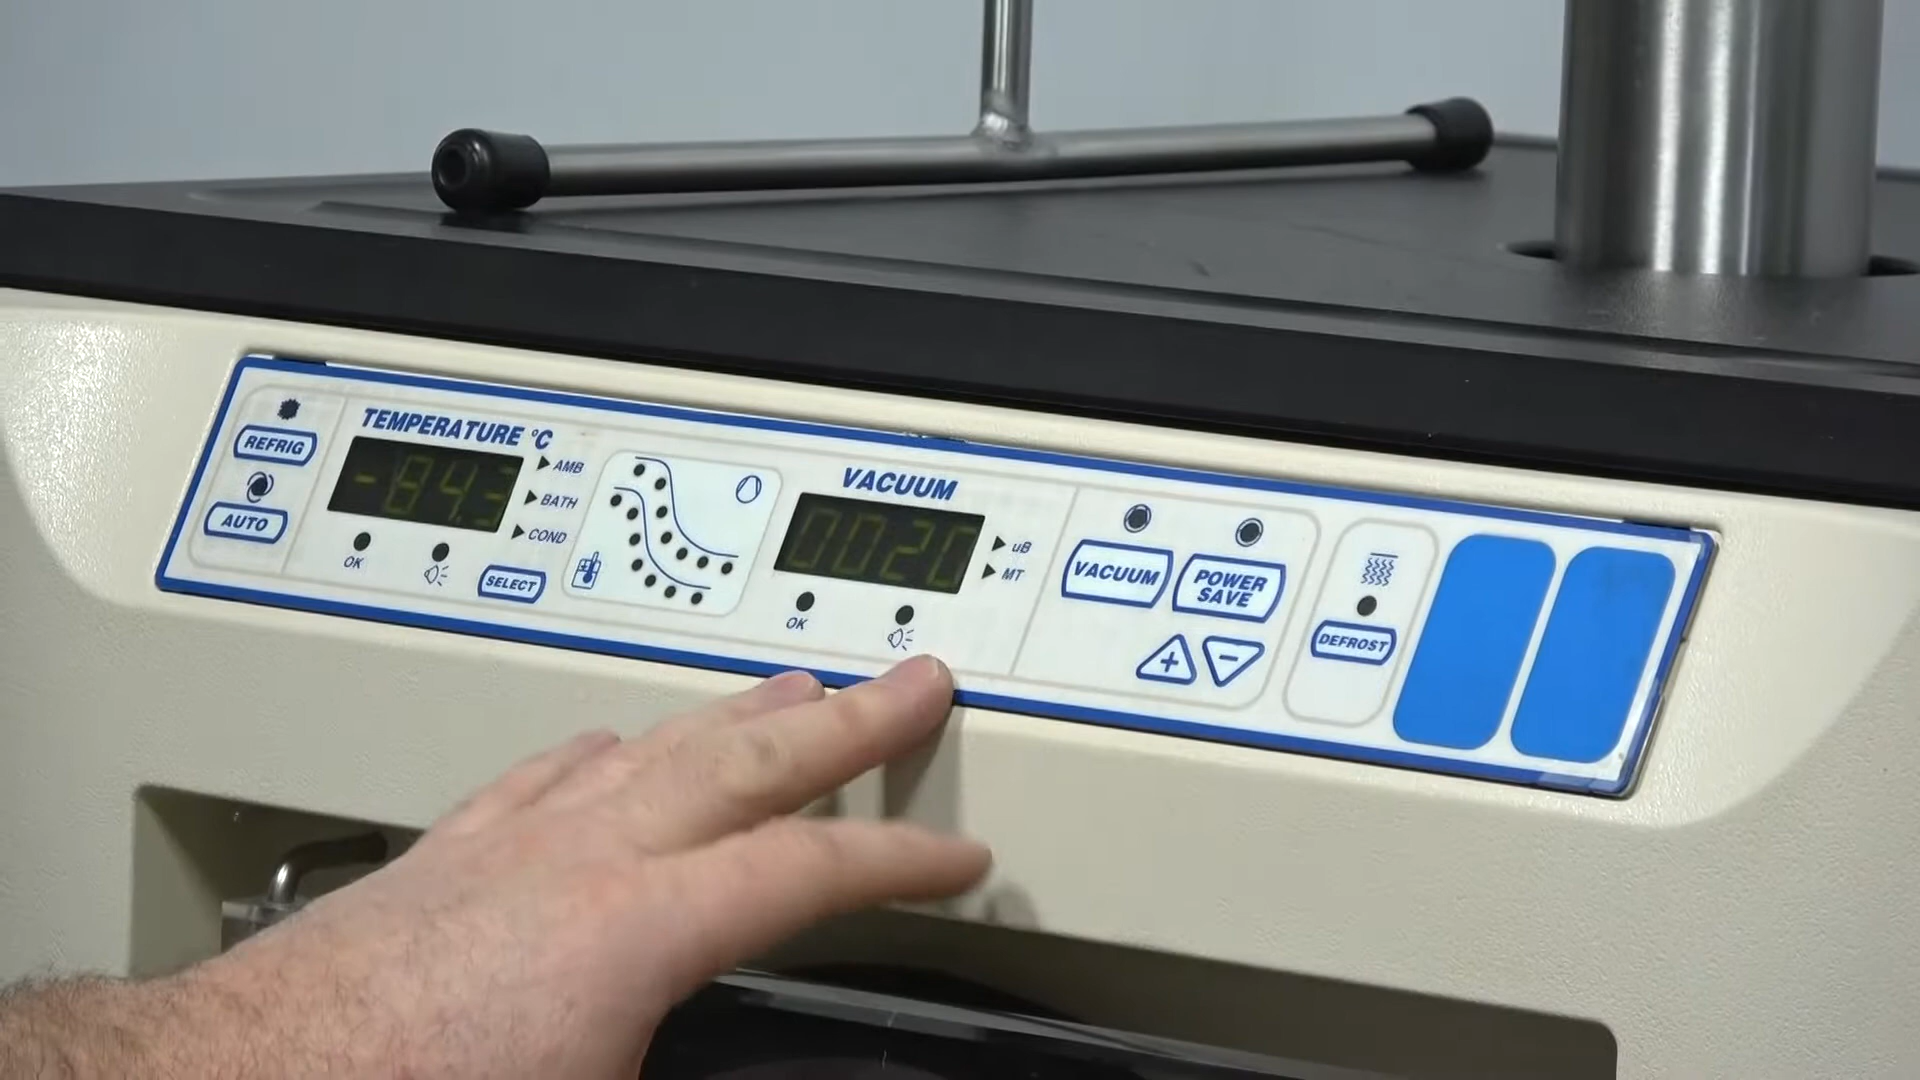 REFRIG
AUTO
TEMPERATURE °C
-84.3
AMB
BATH
COND
OK
SELECT
VACUUM
0020
uB
MT
OK
VACUUM
POWER
SAVE
+
-
DEFROST